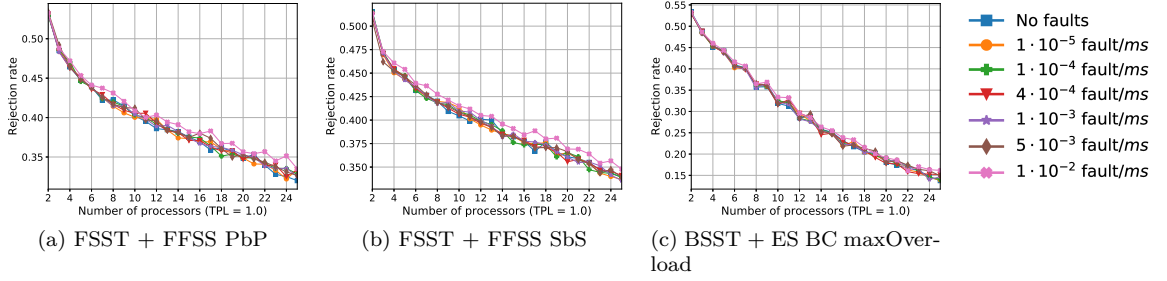 Rejection rate
0.50
0.45
0.40
0.35
2 4 6 8 10 12 14 16 18 20 22 24
Number of processors (TPL = 1.0)
(a) FSST + FFSS PbP
Rejection rate
0.500
0.475
0.450
0.425
0.400
0.375
0.350
2 4 6 8 10 12 14 16 18 20 22 24
Number of processors (TPL = 1.0)
(b) FSST + FFSS SbS
Rejection rate
0.55
0.50
0.45
0.40
0.35
0.30
0.25
0.20
0.15
2 4 6 8 10 12 14 16 18 20 22 24
Number of processors (TPL = 1.0)
(c) BSST + ES BC maxOver-
load
No faults
1 · 10⁻⁵ fault/ms
1 · 10⁻⁴ fault/ms
4 · 10⁻⁴ fault/ms
1 · 10⁻³ fault/ms
5 · 10⁻³ fault/ms
1 · 10⁻² fault/ms